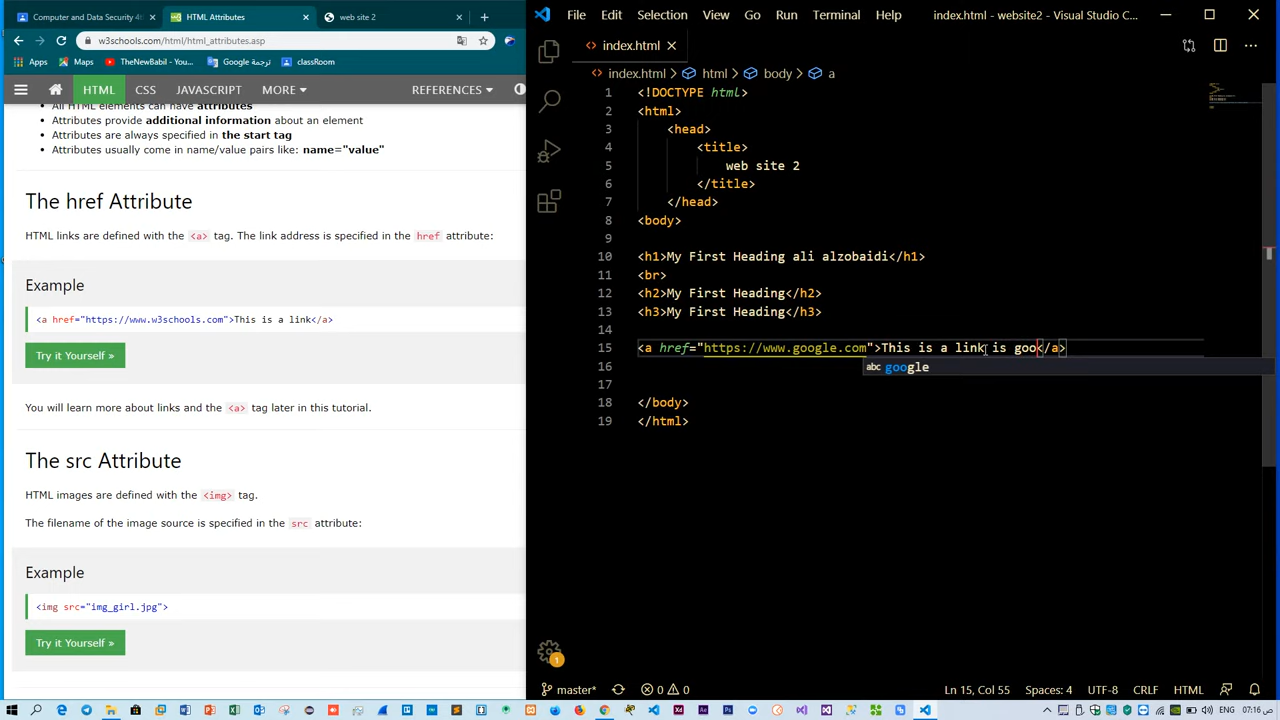 Computer and Data Security 4
HTML Attributes
web site 2
w3schools.com/html/html_attributes.asp
Apps
Maps
TheNewBabil - You...
ترجمة Google
classRoom
HTML
CSS
JAVASCRIPT
MORE
REFERENCES
All HTML elements can have attributes
Attributes provide additional information about an element
Attributes are always specified in the start tag
Attributes usually come in name/value pairs like: name="value"
The href Attribute
HTML links are defined with the <a> tag. The link address is specified in the href attribute:
Example
<a href="https://www.w3schools.com">This is a link</a>
Try it Yourself »
You will learn more about links and the <a> tag later in this tutorial.
The src Attribute
HTML images are defined with the <img> tag.
The filename of the image source is specified in the src attribute:
Example
<img src="img_girl.jpg">
Try it Yourself »
File Edit Selection View Go Run Terminal Help
index.html - website2 - Visual Studio C...
index.html
index.html > html > body > a
1 <!DOCTYPE html>
2 <html>
3 <head>
4 <title>
5 web site 2
6 </title>
7 </head>
8 <body>
9
10 <h1>My First Heading ali alzobaidi</h1>
11 <br>
12 <h2>My First Heading</h2>
13 <h3>My First Heading</h3>
14
15 <a href="https://www.google.com">This is a link is goo</a>
abc google
16
17
18 </body>
19 </html>
1
master*
0 0
Ln 15, Col 55
Spaces: 4
UTF-8
CRLF
HTML
ENG
07:16 ص